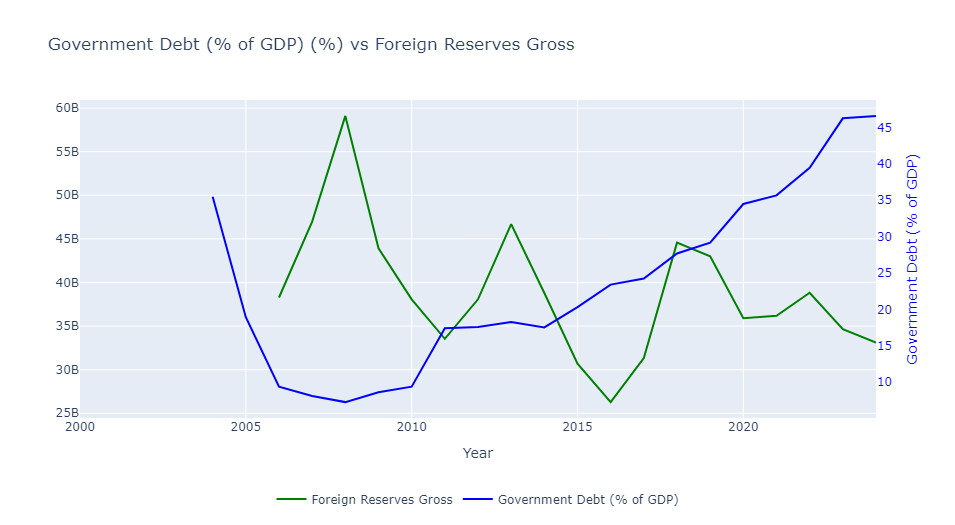 Government Debt (% of GDP) (%) vs Foreign Reserves Gross
60B
55B
50B
45B
40B
35B
30B
25B
45
40
35
30
25
20
15
10
Government Debt (% of GDP)
2000
2005
2010
2015
2020
Year
Foreign Reserves Gross
Government Debt (% of GDP)